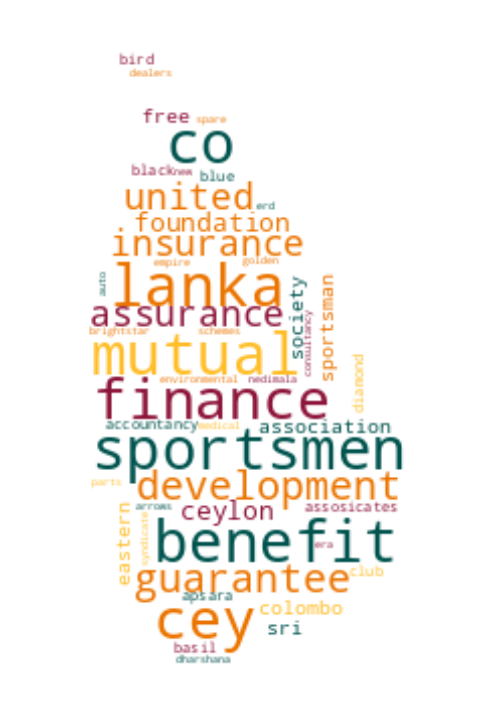 bird
dealers
free spare
co
black new blue
united erd
foundation
insurance
empire golden
auto lanka society sportsman
assurance consultancy
brightstar schemes
mutual diamond
environmental nedimala
finance
accountancy medical association
sportsmen
parts development
arrows ceylon assosicates
eastern syndicate benefit era
guarantee club
apsara
cey colombo
sri
basil
dharshana